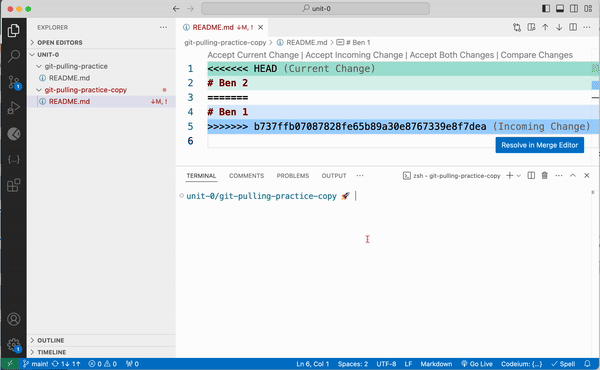 unit-0
EXPLORER
OPEN EDITORS
UNIT-0
git-pulling-practice
README.md
git-pulling-practice-copy
README.md ↓M, !
OUTLINE
TIMELINE
README.md ↓M, !
git-pulling-practice-copy > README.md > # Ben 1
Accept Current Change | Accept Incoming Change | Accept Both Changes | Compare Changes
1 <<<<<<< HEAD (Current Change)
2 # Ben 2
3 =======
4 # Ben 1
5 >>>>>>> b737ffb07087828fe65b89a30e8767339e8f7dea (Incoming Change)
6
Resolve in Merge Editor
TERMINAL COMMENTS PROBLEMS OUTPUT ... zsh - git-pulling-practice-copy
unit-0/git-pulling-practice-copy 🚀
main! 1↓ 1↑ 0 0 0 Ln 6, Col 1 Spaces: 2 UTF-8 LF Markdown Go Live Codeium: {...} Spell